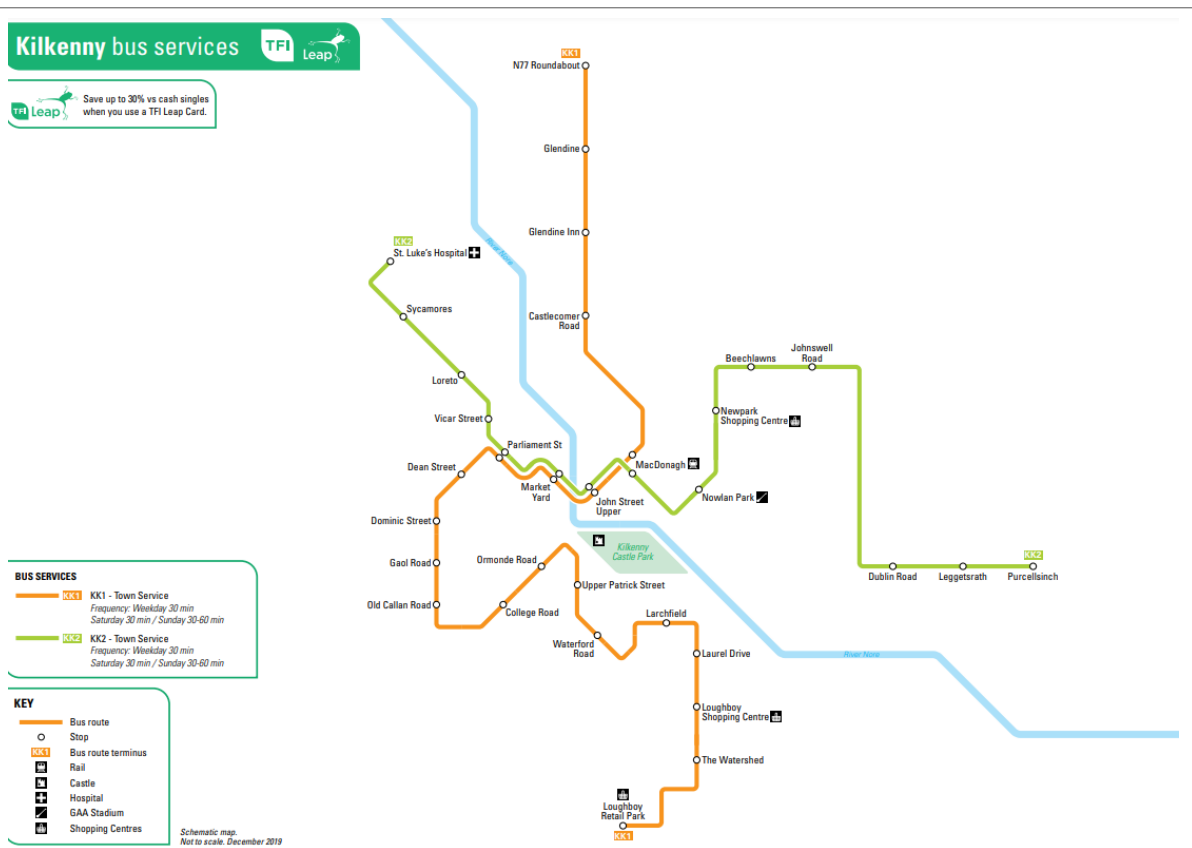 Kilkenny bus services
TFI
Leap
TFI Leap
Save up to 30% vs cash singles
when you use a TFI Leap Card.
KK1
N77 Roundabout
Glendine
Glendine Inn
Castlecomer
Road
River Nore
KK2
St. Luke's Hospital
Sycamores
Loreto
Vicar Street
Parliament St
Dean Street
Market
Yard
John Street
Upper
MacDonagh
Nowlan Park
Newpark
Shopping Centre
Beechlawns
Johnswell
Road
Dublin Road
Leggetsrath
KK2
Purcellsinch
Kilkenny
Castle Park
Dominic Street
Gaol Road
Old Callan Road
College Road
Ormonde Road
Upper Patrick Street
Waterford
Road
Larchfield
Laurel Drive
River Nore
Loughboy
Shopping Centre
The Watershed
Loughboy
Retail Park
KK1
BUS SERVICES
KK1 KK1 - Town Service
Frequency: Weekday 30 min
Saturday 30 min / Sunday 30-60 min
KK2 KK2 - Town Service
Frequency: Weekday 30 min
Saturday 30 min / Sunday 30-60 min
KEY
Bus route
Stop
KK1 Bus route terminus
Rail
Castle
Hospital
GAA Stadium
Shopping Centres
Schematic map.
Not to scale. December 2019